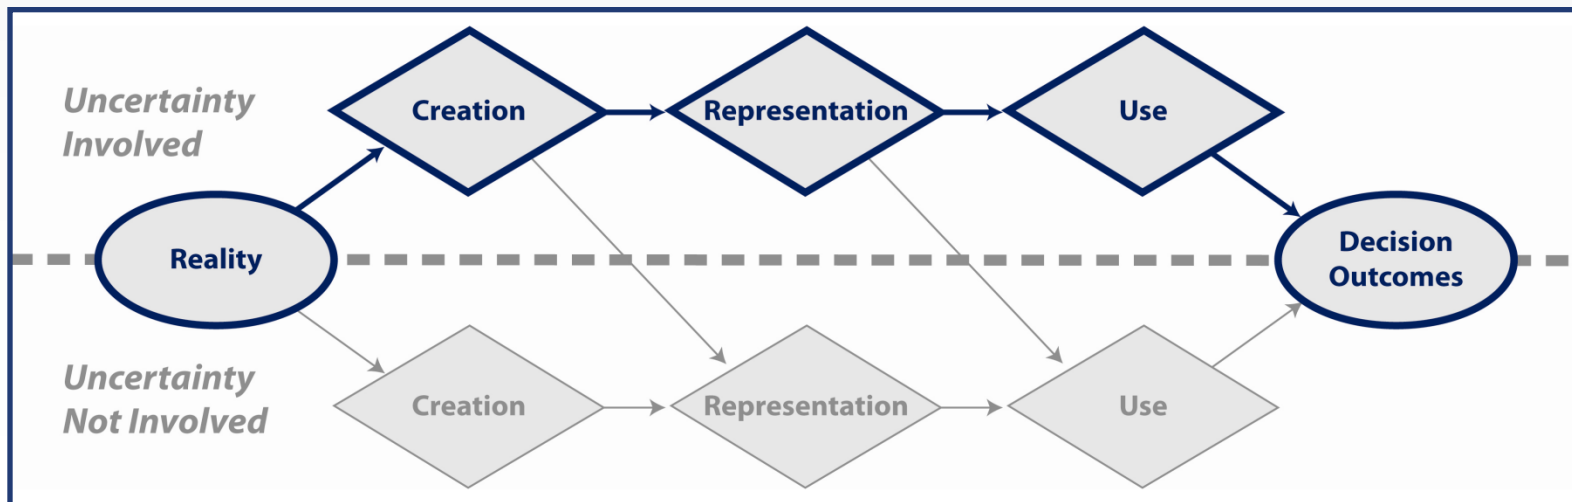 Uncertainty
Involved
Creation
Representation
Use
Reality
Decision
Outcomes
Uncertainty
Not Involved
Creation
Representation
Use